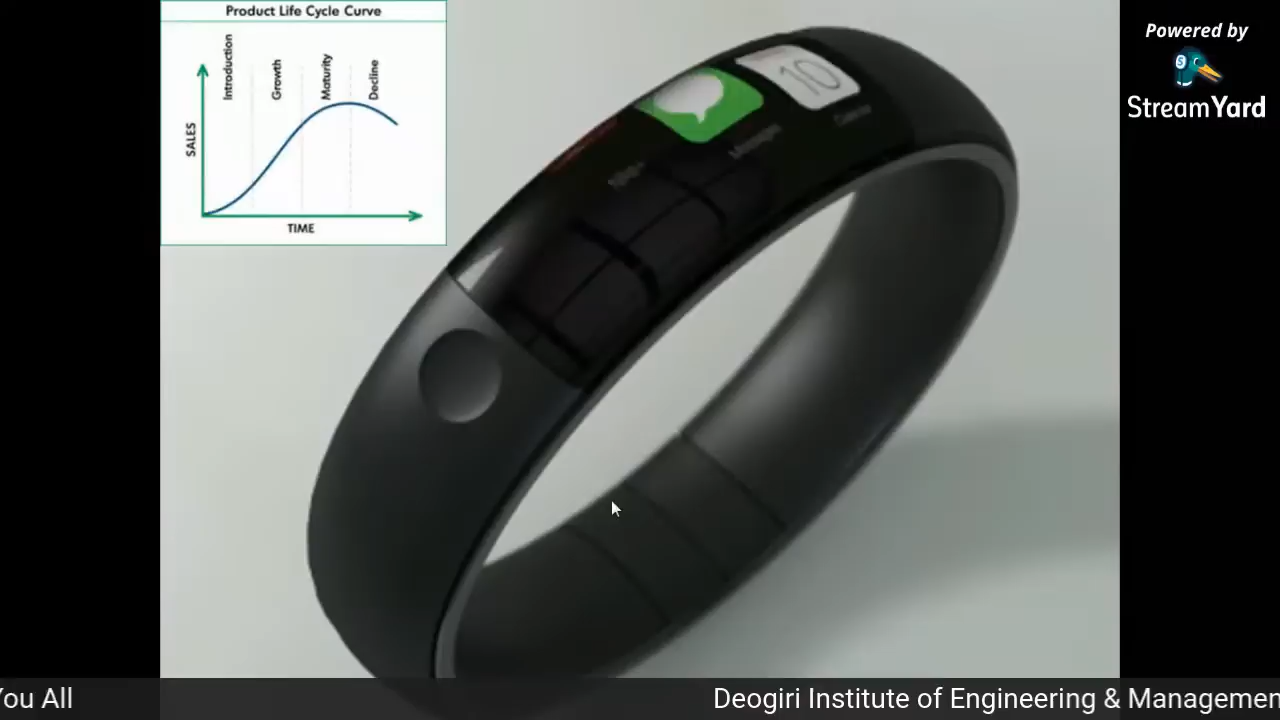 Product Life Cycle Curve
Introduction
Growth
Maturity
Decline
SALES
TIME
10
Powered by
StreamYard
You All
Deogiri Institute of Engineering & Managemen